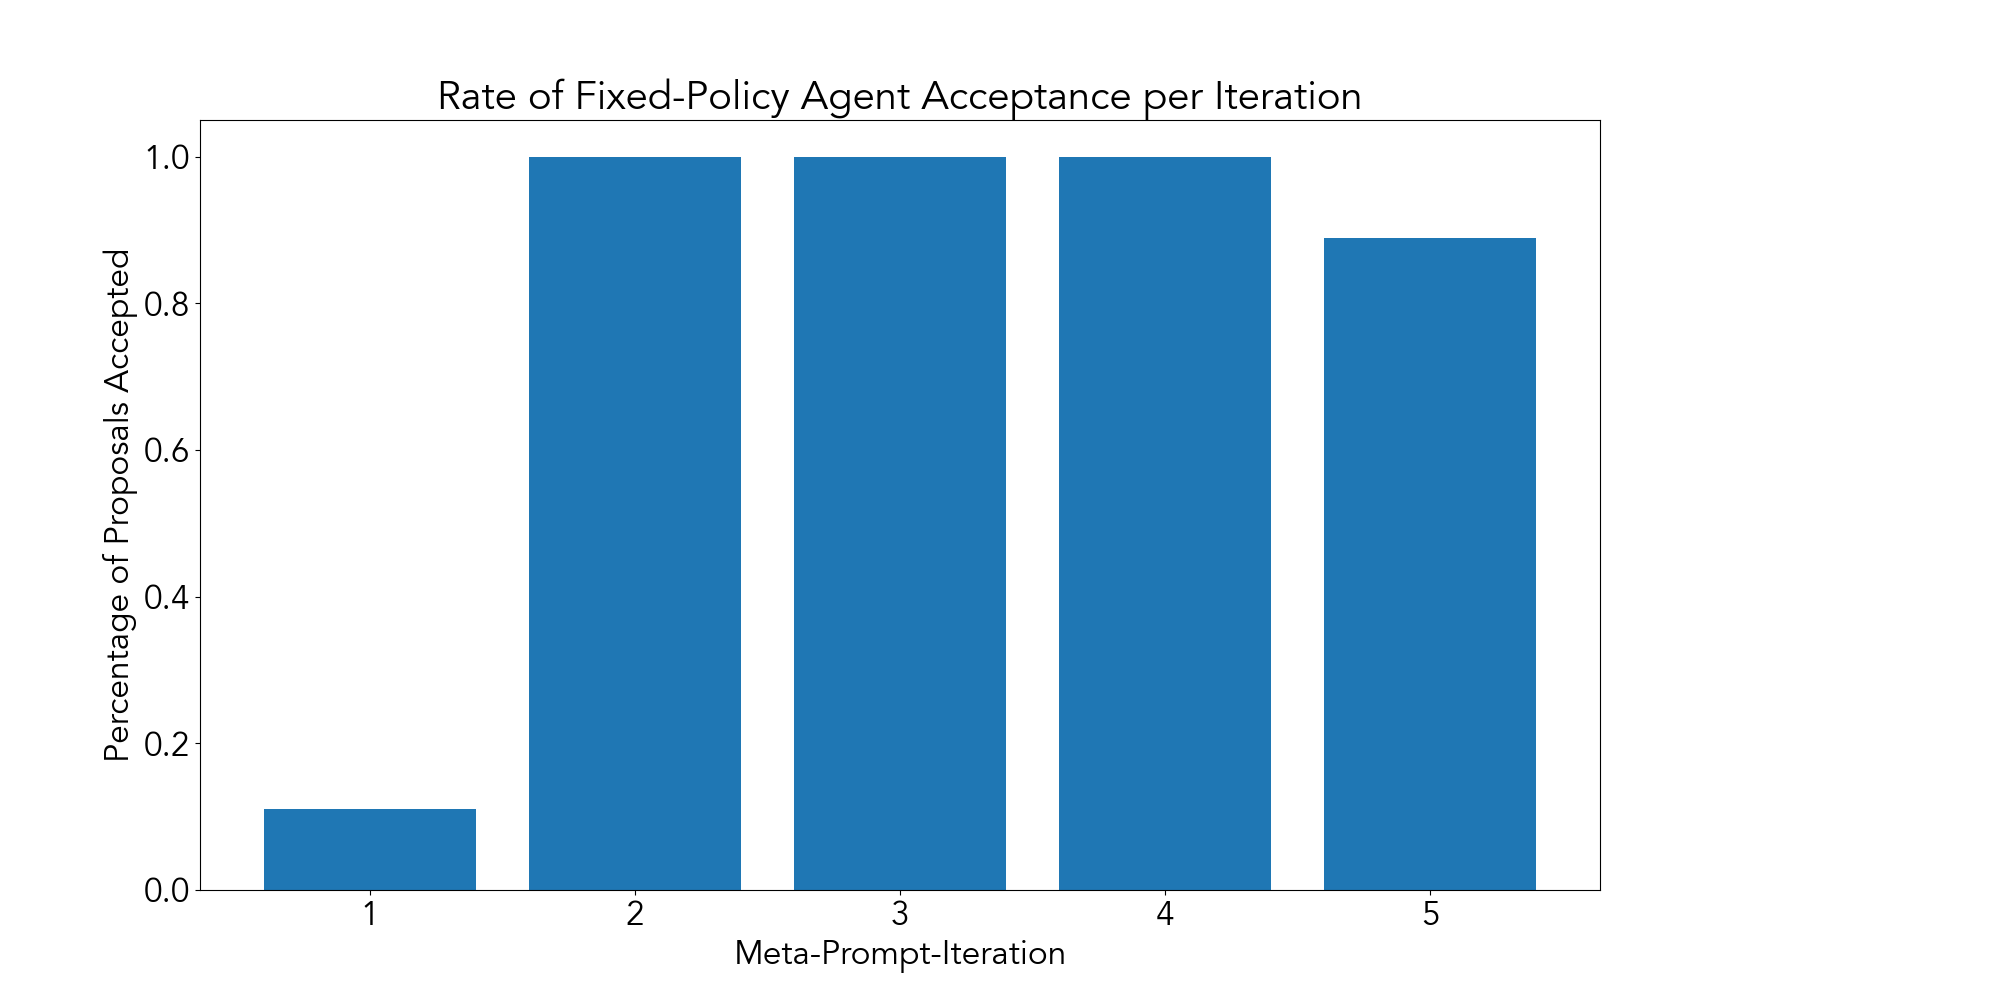 Rate of Fixed-Policy Agent Acceptance per Iteration
Percentage of Proposals Accepted
1.0
0.8
0.6
0.4
0.2
0.0
1 2 3 4 5
Meta-Prompt-Iteration